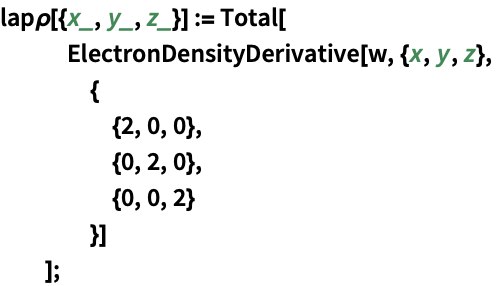 lapρ[{x_, y_, z_}] := Total[
ElectronDensityDerivative[w, {x, y, z},
{
{2, 0, 0},
{0, 2, 0},
{0, 0, 2}
}]
];